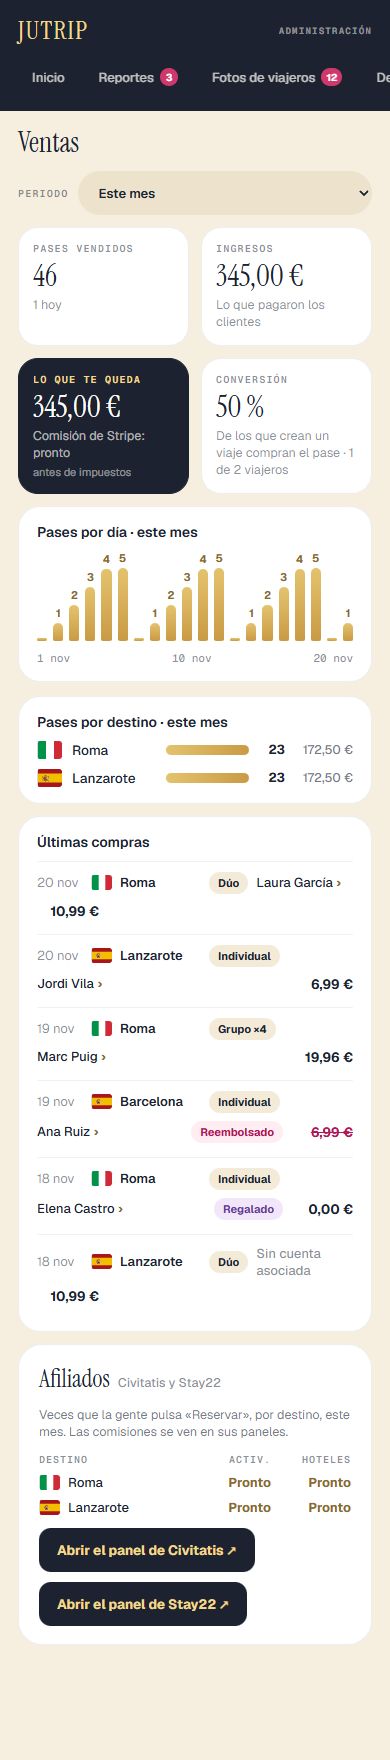 JUTRIP
ADMINISTRACIÓN
Inicio Reportes 3 Fotos de viajeros 12 De
Ventas
PERIODO Este mes
PASES VENDIDOS
46
1 hoy
INGRESOS
345,00 €
Lo que pagaron los
clientes
LO QUE TE QUEDA
345,00 €
Comisión de Stripe:
pronto
antes de impuestos
CONVERSIÓN
50 %
De los que crean un
viaje compran el pase · 1
de 2 viajeros
Pases por día · este mes
1 2 3 4 5 1 2 3 4 5 1 2 3 4 5 1
1 nov 10 nov 20 nov
Pases por destino · este mes
Roma 23 172,50 €
Lanzarote 23 172,50 €
Últimas compras
20 nov Roma Dúo Laura García ›
10,99 €
20 nov Lanzarote Individual
Jordi Vila › 6,99 €
19 nov Roma Grupo ×4
Marc Puig › 19,96 €
19 nov Barcelona Individual
Ana Ruiz › Reembolsado 6,99 €
18 nov Roma Individual
Elena Castro › Regalado 0,00 €
18 nov Lanzarote Dúo Sin cuenta
asociada
10,99 €
Afiliados Civitatis y Stay22
Veces que la gente pulsa «Reservar», por destino, este
mes. Las comisiones se ven en sus paneles.
DESTINO ACTIV. HOTELES
Roma Pronto Pronto
Lanzarote Pronto Pronto
Abrir el panel de Civitatis ↗
Abrir el panel de Stay22 ↗